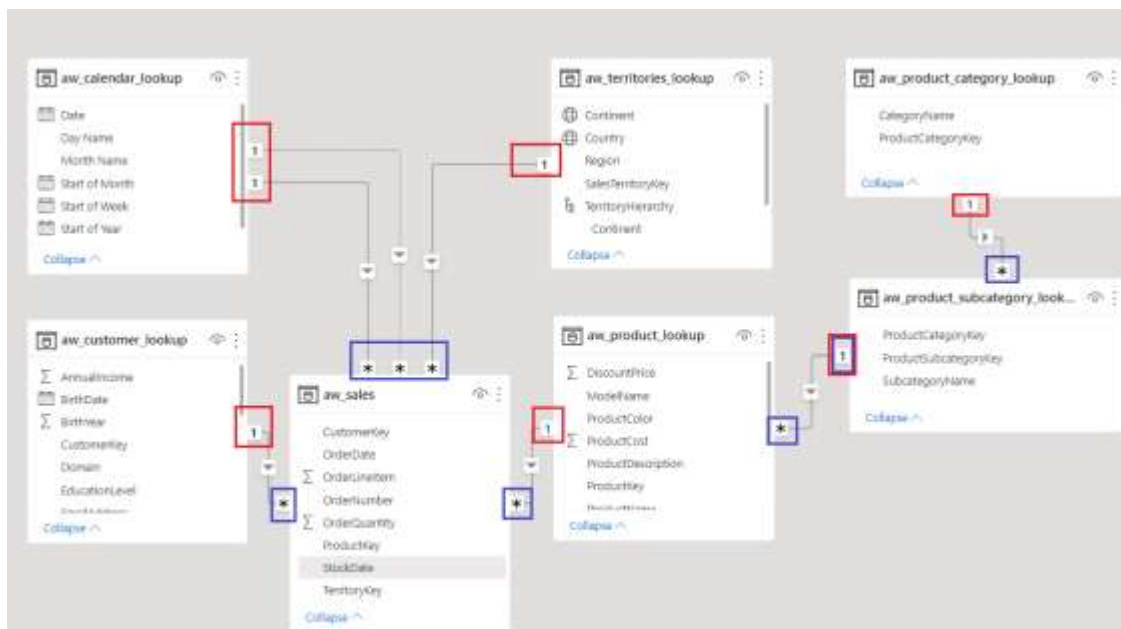 aw_calendar_lookup
Date
Day Name
Month Name
Start of Month
Start of Week
Start of Year
Collapse
1
1
aw_territories_lookup
Continent
Country
Region
SalesTerritoryKey
TerritoryHierarchy
Continent
Collapse
1
aw_product_category_lookup
CategoryName
ProductCategoryKey
Collapse
1
*
aw_customer_lookup
AnnualIncome
BirthDate
BirthYear
CustomerKey
Domain
EducationLevel
Collapse
1
*
* * *
aw_sales
CustomerKey
OrderDate
OrderLineItem
OrderNumber
OrderQuantity
ProductKey
StockDate
TerritoryKey
Collapse
1
*
aw_product_lookup
DiscountPrice
ModelName
ProductColor
ProductCost
ProductDescription
ProductKey
Collapse
*
1
aw_product_subcategory_look...
ProductCategoryKey
ProductSubcategoryKey
SubcategoryName
Collapse